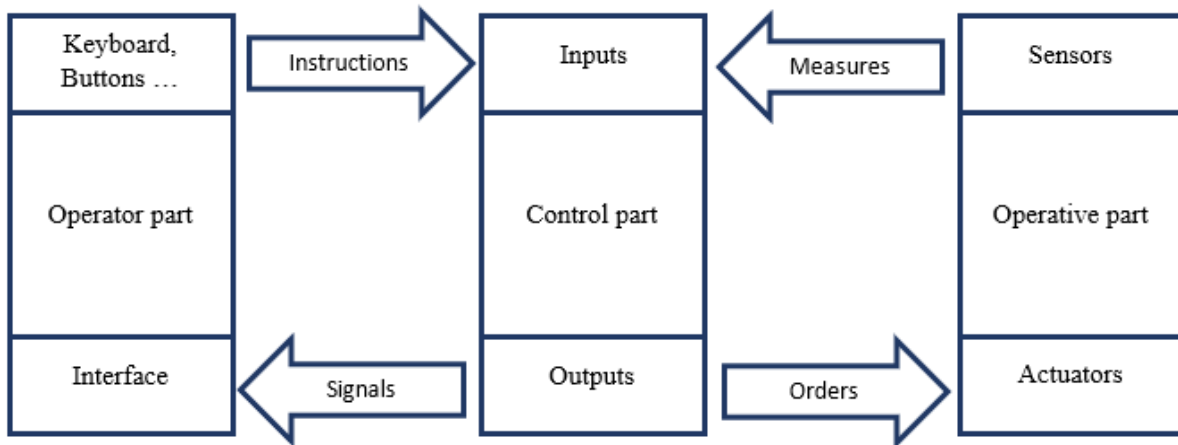 Keyboard,
Buttons …
Instructions
Inputs
Measures
Sensors
Operator part
Control part
Operative part
Interface
Signals
Outputs
Orders
Actuators